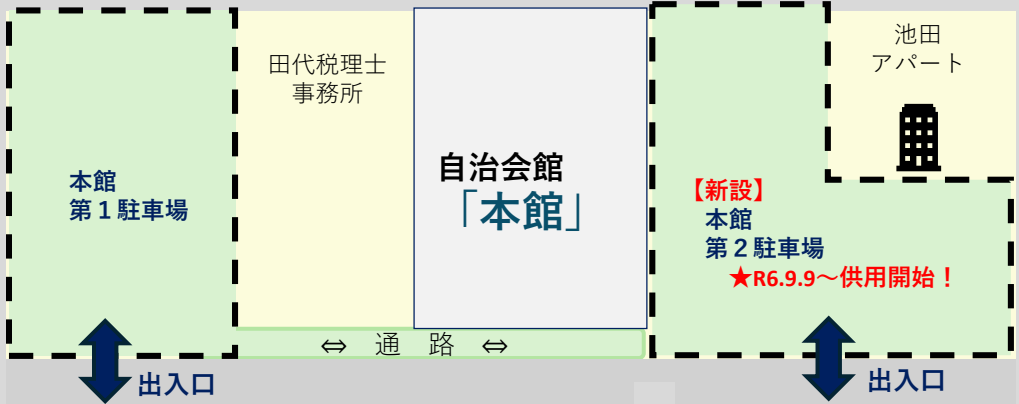 本館
第１駐車場
田代税理士
事務所
自治会館
「本館」
池田
アパート
【新設】
本館
第２駐車場
★R6.9.9～供用開始！
⇔ 通 路 ⇔
出入口
出入口